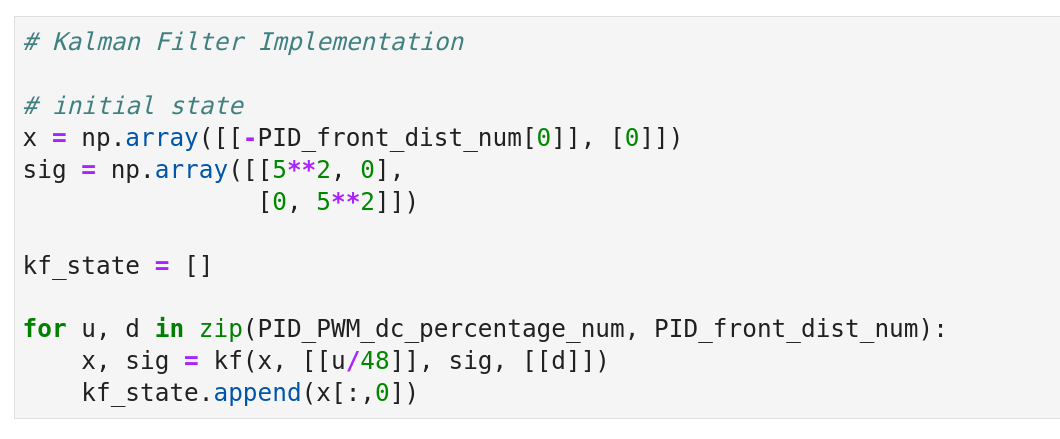 # Kalman Filter Implementation

# initial state
x = np.array([[-PID_front_dist_num[0]], [0]])
sig = np.array([[5**2, 0],
                [0, 5**2]])

kf_state = []

for u, d in zip(PID_PWM_dc_percentage_num, PID_front_dist_num):
    x, sig = kf(x, [[u/48]], sig, [[d]])
    kf_state.append(x[:,0])